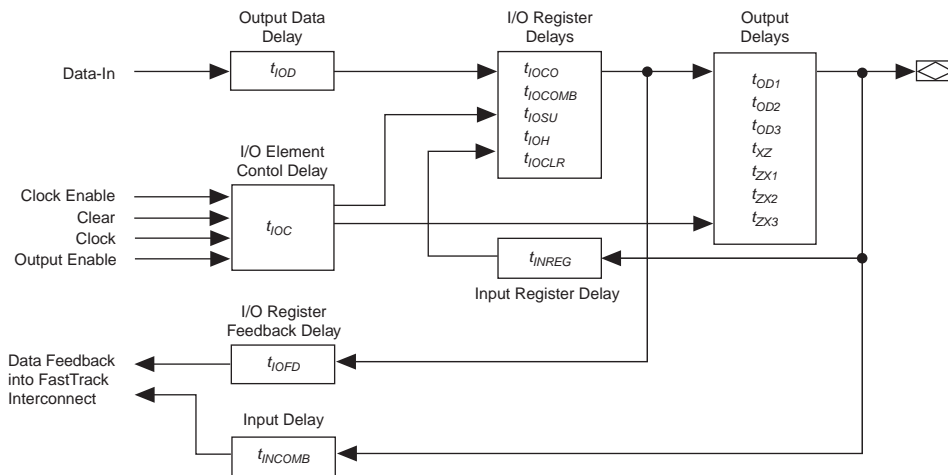 Output Data
Delay
I/O Register
Delays
Output
Delays
Data-In
tIOD
tIOCO
tIOCOMB
tIOSU
tIOH
tIOCLR
tOD1
tOD2
tOD3
tXZ
tZX1
tZX2
tZX3
I/O Element
Contol Delay
Clock Enable
Clear
Clock
Output Enable
tIOC
tINREG
Input Register Delay
I/O Register
Feedback Delay
tIOFD
Data Feedback
into FastTrack
Interconnect
Input Delay
tINCOMB